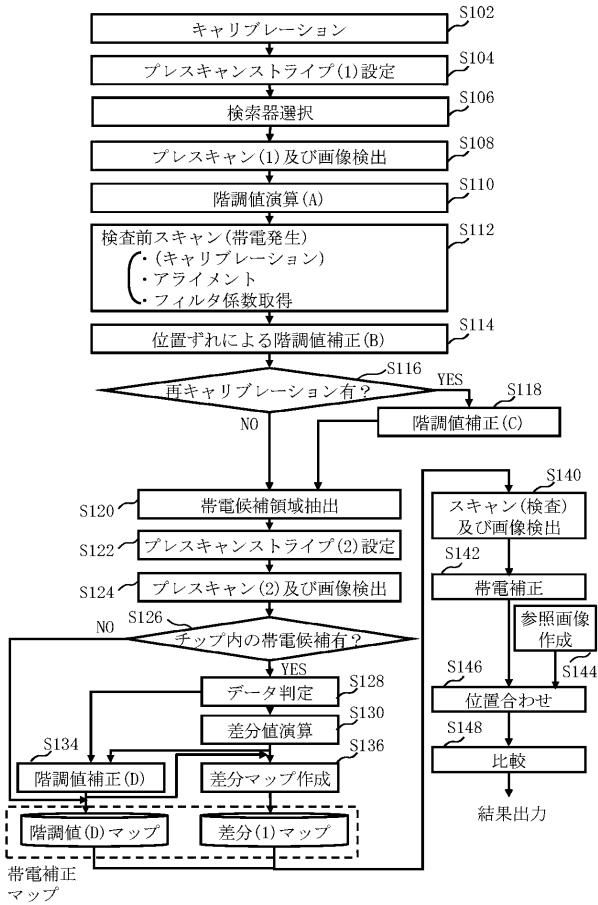 S102
キャリブレーション
S104
プレスキャンストライプ(1)設定
S106
検索器選択
S108
プレスキャン(1)及び画像検出
S110
階調値演算(A)
S112
検査前スキャン(帯電発生)
・(キャリブレーション)
・アライメント
・フィルタ係数取得
S114
位置ずれによる階調値補正(B)
S116
再キャリブレーション有?
YES
NO
S118
階調値補正(C)
S120
帯電候補領域抽出
S122
プレスキャンストライプ(2)設定
S124
プレスキャン(2)及び画像検出
S126
チップ内の帯電候補有?
NO
YES
S128
データ判定
S130
差分値演算
S134
階調値補正(D)
S136
差分マップ作成
階調値(D)マップ
差分(1)マップ
帯電補正
マップ
S140
スキャン(検査)
及び画像検出
S142
帯電補正
参照画像
作成
S144
S146
位置合わせ
S148
比較
結果出力